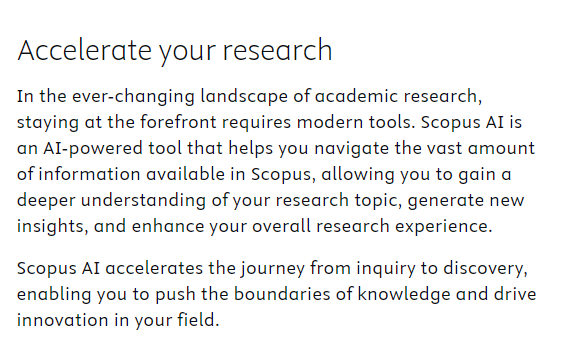 Accelerate your research
In the ever-changing landscape of academic research,
staying at the forefront requires modern tools. Scopus AI is
an AI-powered tool that helps you navigate the vast amount
of information available in Scopus, allowing you to gain a
deeper understanding of your research topic, generate new
insights, and enhance your overall research experience.
Scopus AI accelerates the journey from inquiry to discovery,
enabling you to push the boundaries of knowledge and drive
innovation in your field.